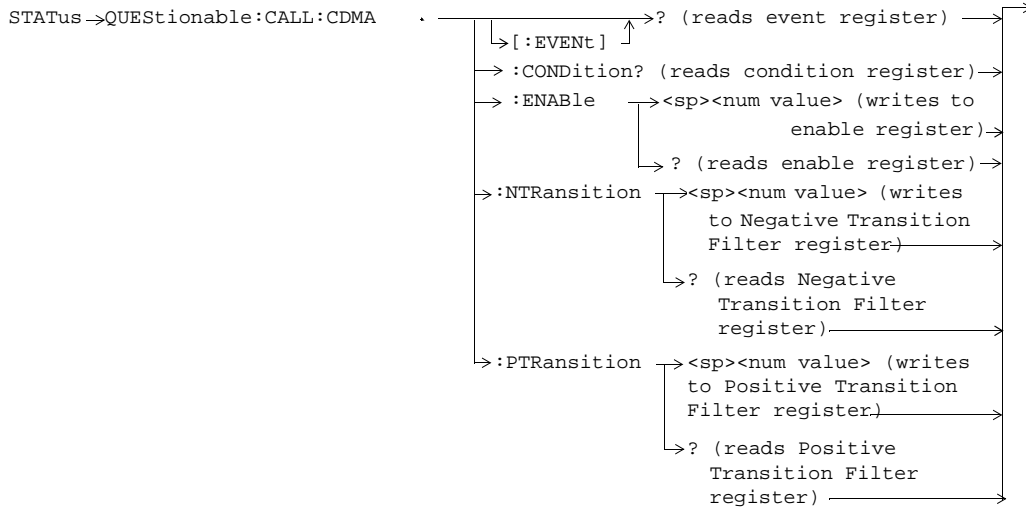 STATus QUEStionable:CALL:CDMA ? (reads event register)
[:EVENt]
:CONDition? (reads condition register)
:ENABle <sp><num value> (writes to
enable register)
? (reads enable register)
:NTRansition <sp><num value> (writes
to Negative Transition
Filter register)
? (reads Negative
Transition Filter
register)
:PTRansition <sp><num value> (writes
to Positive Transition
Filter register)
? (reads Positive
Transition Filter
register)